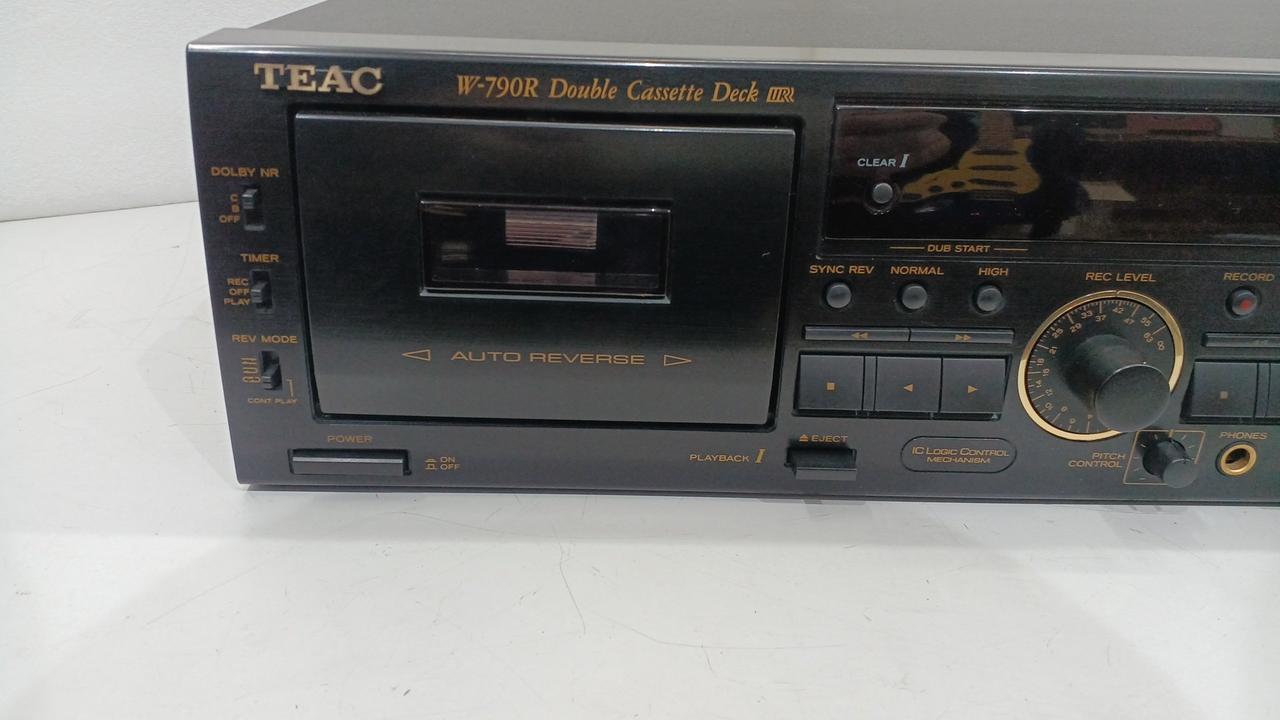 TEAC
W-790R Double Cassette Deck
DOLBY NR
C
B
OFF
TIMER
REC
OFF
PLAY
REV MODE
CONT PLAY
AUTO REVERSE
POWER
ON
OFF
PLAYBACK I
EJECT
CLEAR I
DUB START
SYNC REV NORMAL HIGH
REC LEVEL
RECORD
IC LOGIC CONTROL
MECHANISM
PITCH
CONTROL
PHONES